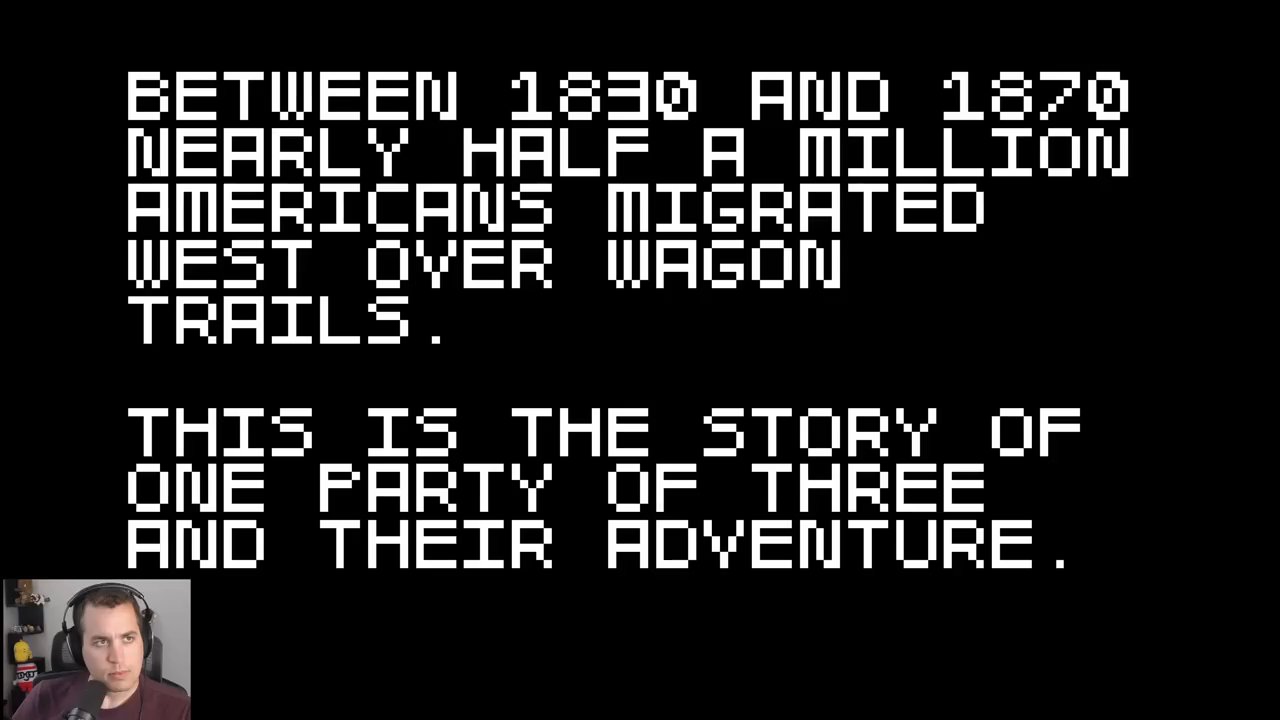 BETWEEN 1830 AND 1870
NEARLY HALF A MILLION
AMERICANS MIGRATED
WEST OVER WAGON
TRAILS.
THIS IS THE STORY OF
ONE PARTY OF THREE
AND THEIR ADVENTURE.